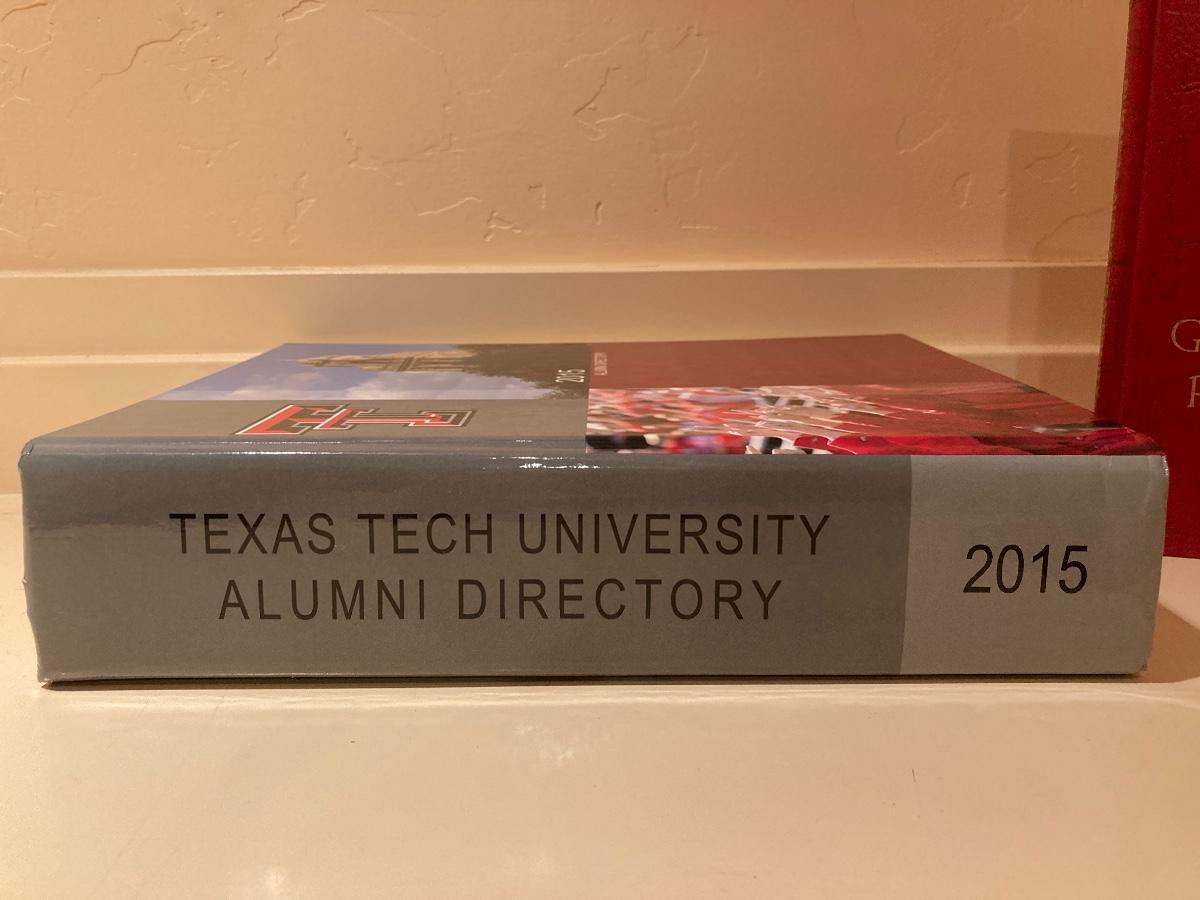 2015
TEXAS TECH UNIVERSITY
ALUMNI DIRECTORY
2015